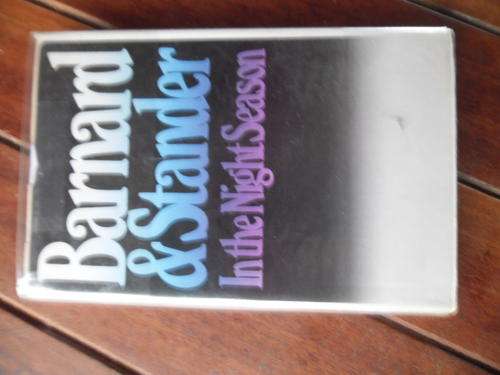 Barnard
& Stander
In the Night Season